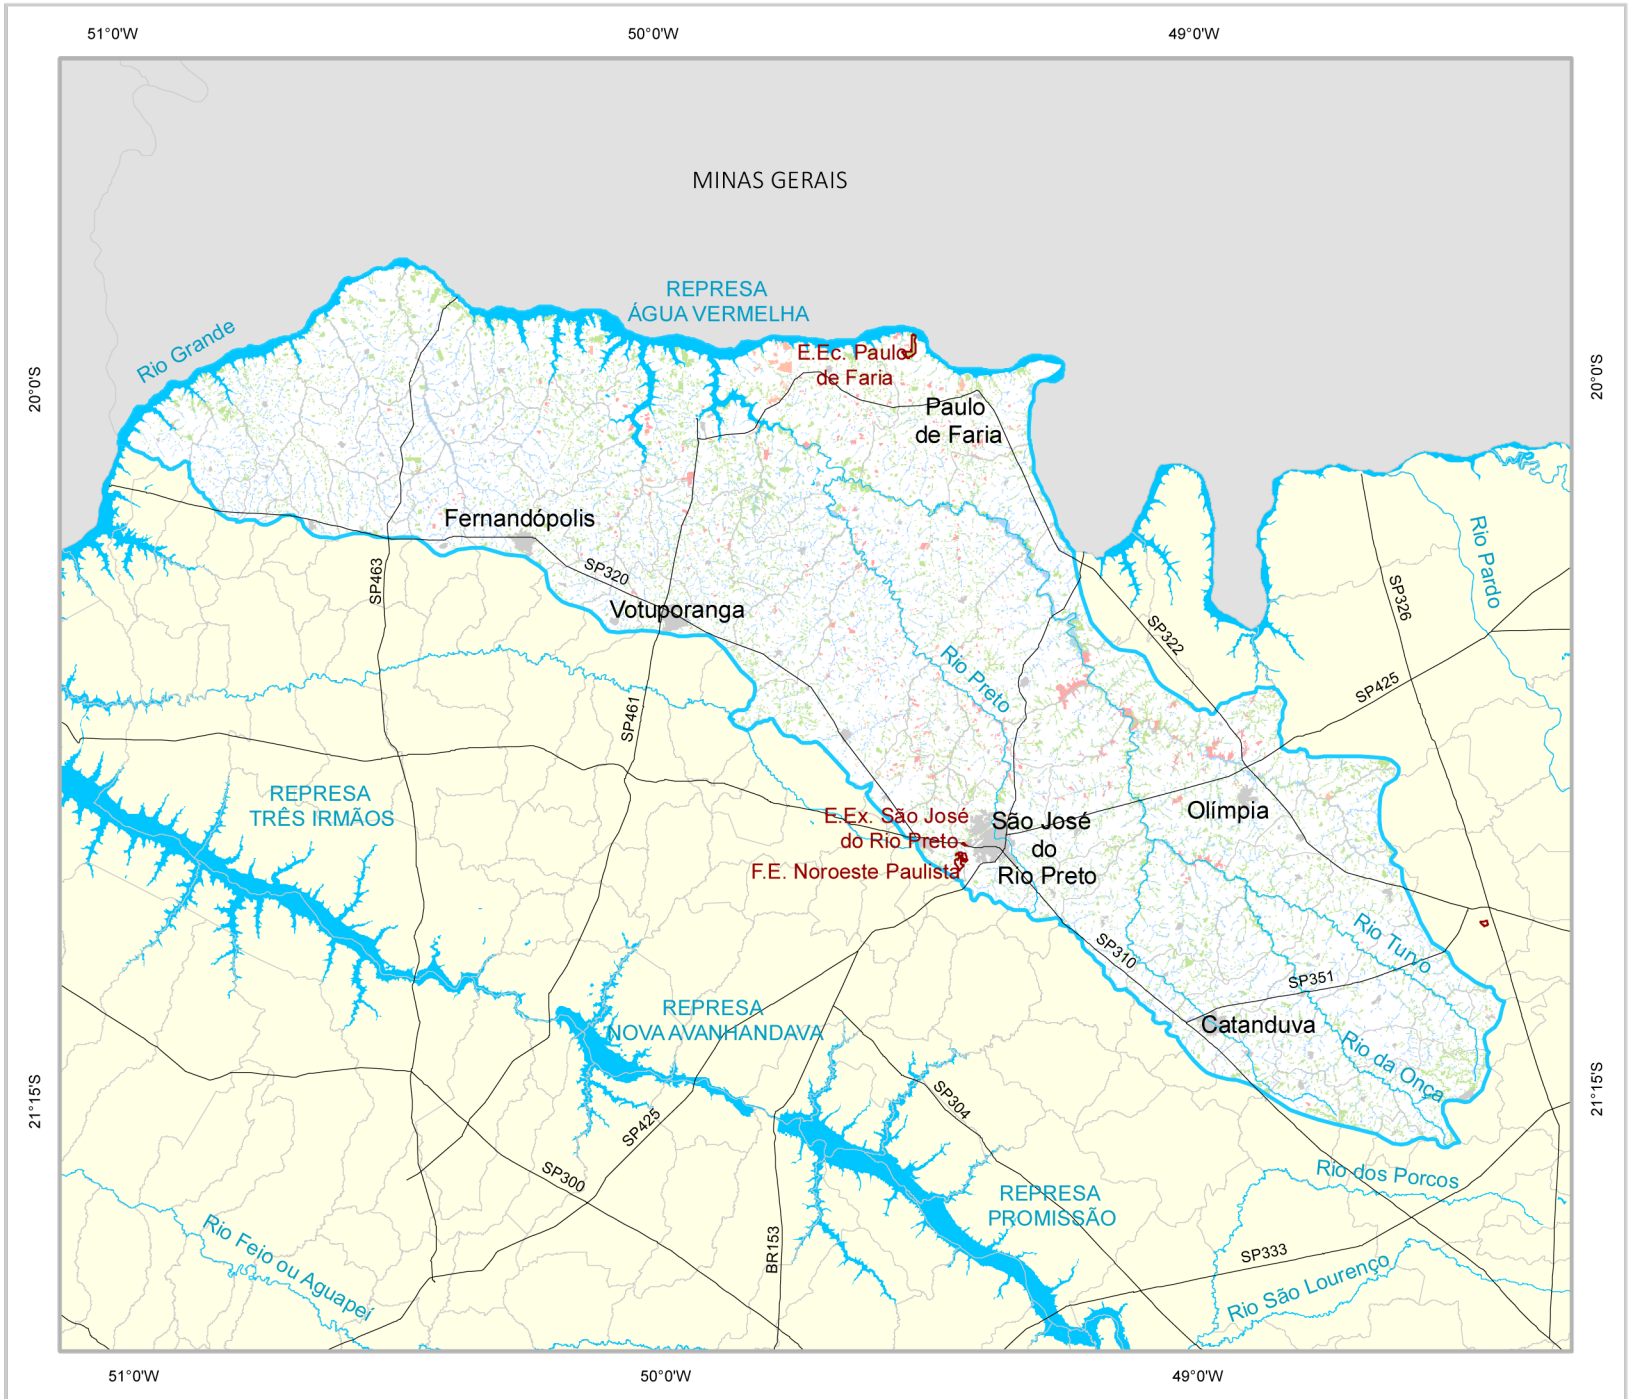 51°0'W
50°0'W
49°0'W
MINAS GERAIS
REPRESA
ÁGUA VERMELHA
Rio Grande
E.Ec. Paulo
de Faria
20°0'S
20°0'S
Paulo
de Faria
Fernandópolis
SP320
SP463
Votuporanga
Rio Pardo
SP326
SP322
Rio Preto
SP425
SP461
REPRESA
TRÊS IRMÃOS
E.Ex. São José
do Rio Preto
F.E. Noroeste Paulista
São José
do
Rio Preto
Olímpia
Rio Turvo
SP310
SP351
REPRESA
NOVA AVANHANDAVA
Catanduva
Rio da Onça
21°15'S
21°15'S
SP304
SP425
SP300
Rio dos Porcos
REPRESA
PROMISSÃO
Rio Feio ou Aguapeí
BR153
SP333
Rio São Lourenço
51°0'W
50°0'W
49°0'W